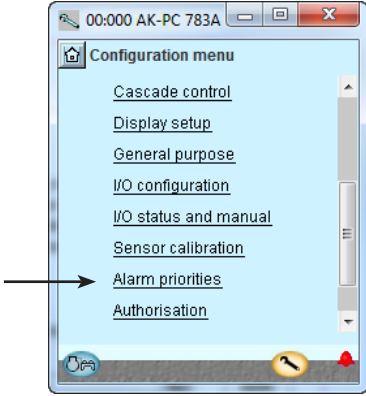 00:000 AK-PC 783A
Configuration menu
Cascade control
Display setup
General purpose
I/O configuration
I/O status and manual
Sensor calibration
Alarm priorities
Authorisation